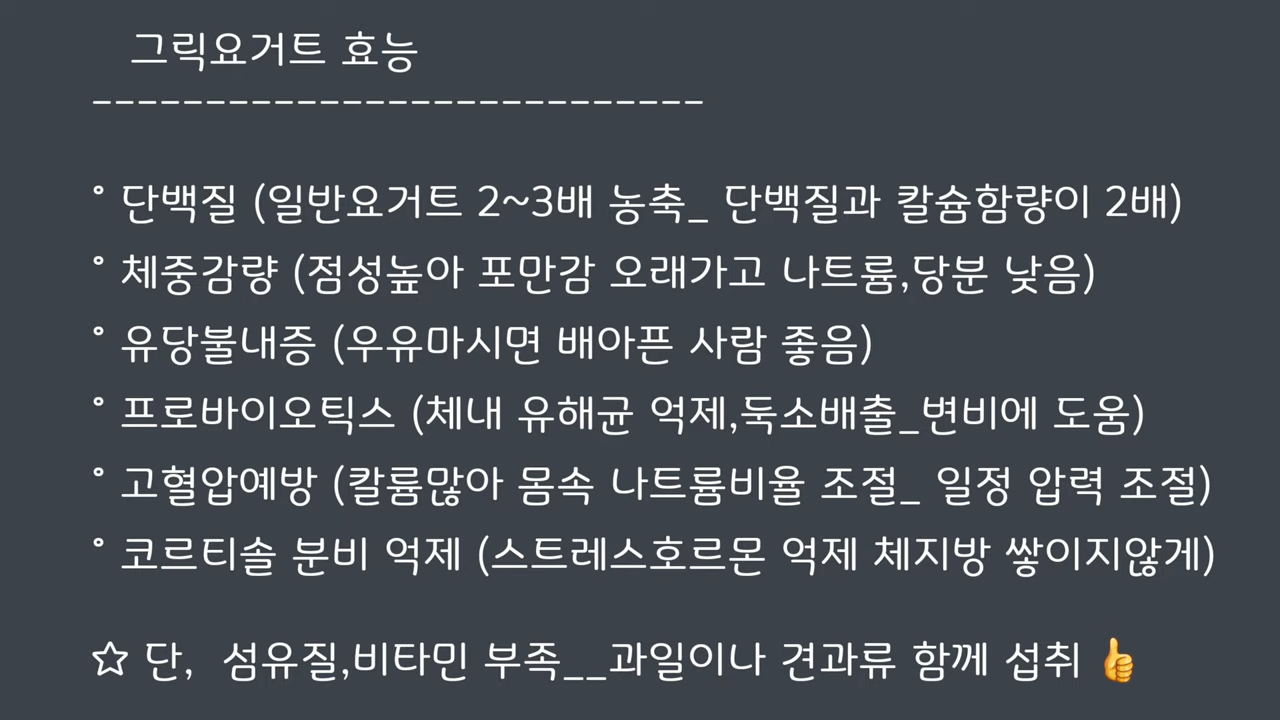 그릭요거트 효능
---------------------------
° 단백질 (일반요거트 2~3배 농축_ 단백질과 칼슘함량이 2배)
° 체중감량 (점성높아 포만감 오래가고 나트륨,당분 낮음)
° 유당불내증 (우유마시면 배아픈 사람 좋음)
° 프로바이오틱스 (체내 유해균 억제,둑소배출_변비에 도움)
° 고혈압예방 (칼륨많아 몸속 나트륨비율 조절_ 일정 압력 조절)
° 코르티솔 분비 억제 (스트레스호르몬 억제 체지방 쌓이지않게)
☆ 단, 섬유질,비타민 부족__과일이나 견과류 함께 섭취 👍